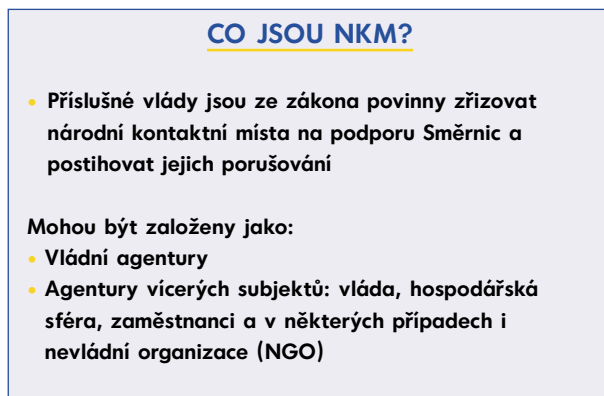 CO JSOU NKM?
• Příslušné vlády jsou ze zákona povinny zřizovat
národní kontaktní místa na podporu Směrnic a
postihovat jejich porušování
Mohou být založeny jako:
• Vládní agentury
• Agentury vícerých subjektů: vláda, hospodářská
sféra, zaměstnanci a v některých případech i
nevládní organizace (NGO)